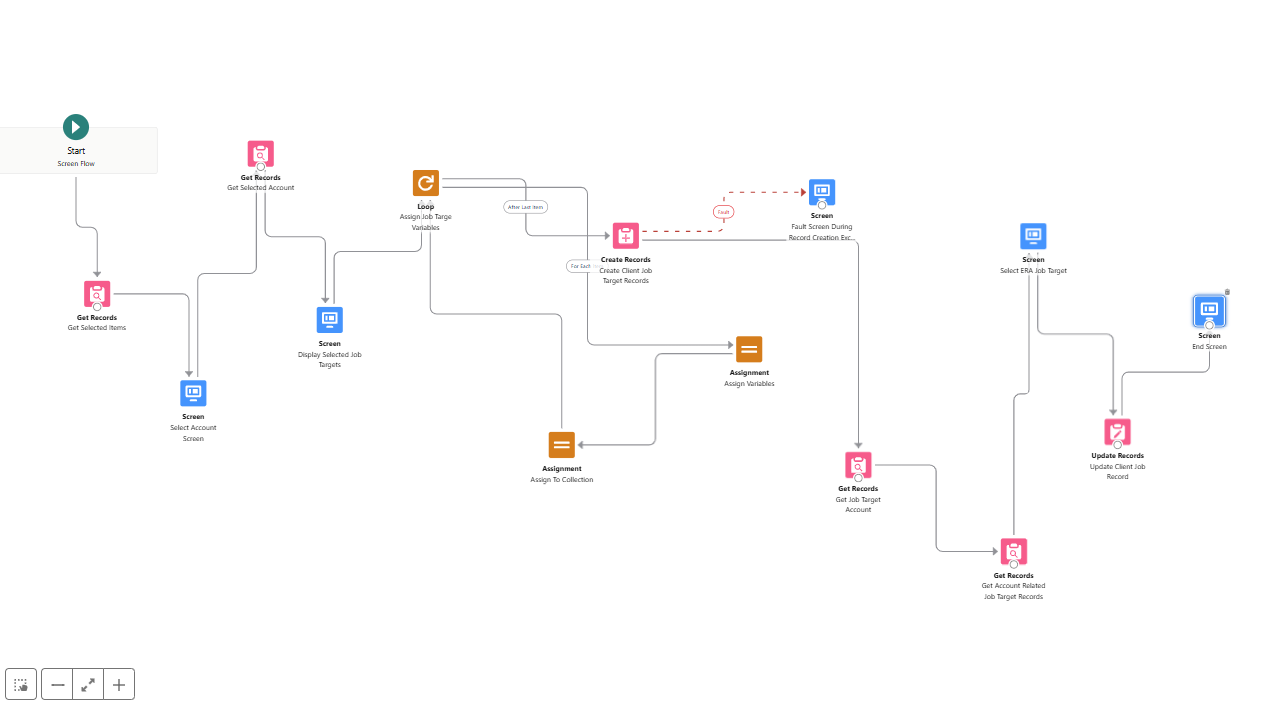 Start
Screen Flow
Get Records
Get Selected Items
Screen
Select Account
Screen
Get Records
Get Selected Account
Screen
Display Selected Job
Targets
Loop
Assign Job Targe
Variables
After Last Item
For Each
Create Records
Create Client Job
Target Records
Fault
Screen
Fault Screen During
Record Creation Exc...
Assignment
Assign Variables
Assignment
Assign To Collection
Get Records
Get Job Target
Account
Get Records
Get Account Related
Job Target Records
Screen
Select ERA Job Target
Update Records
Update Client Job
Record
Screen
End Screen